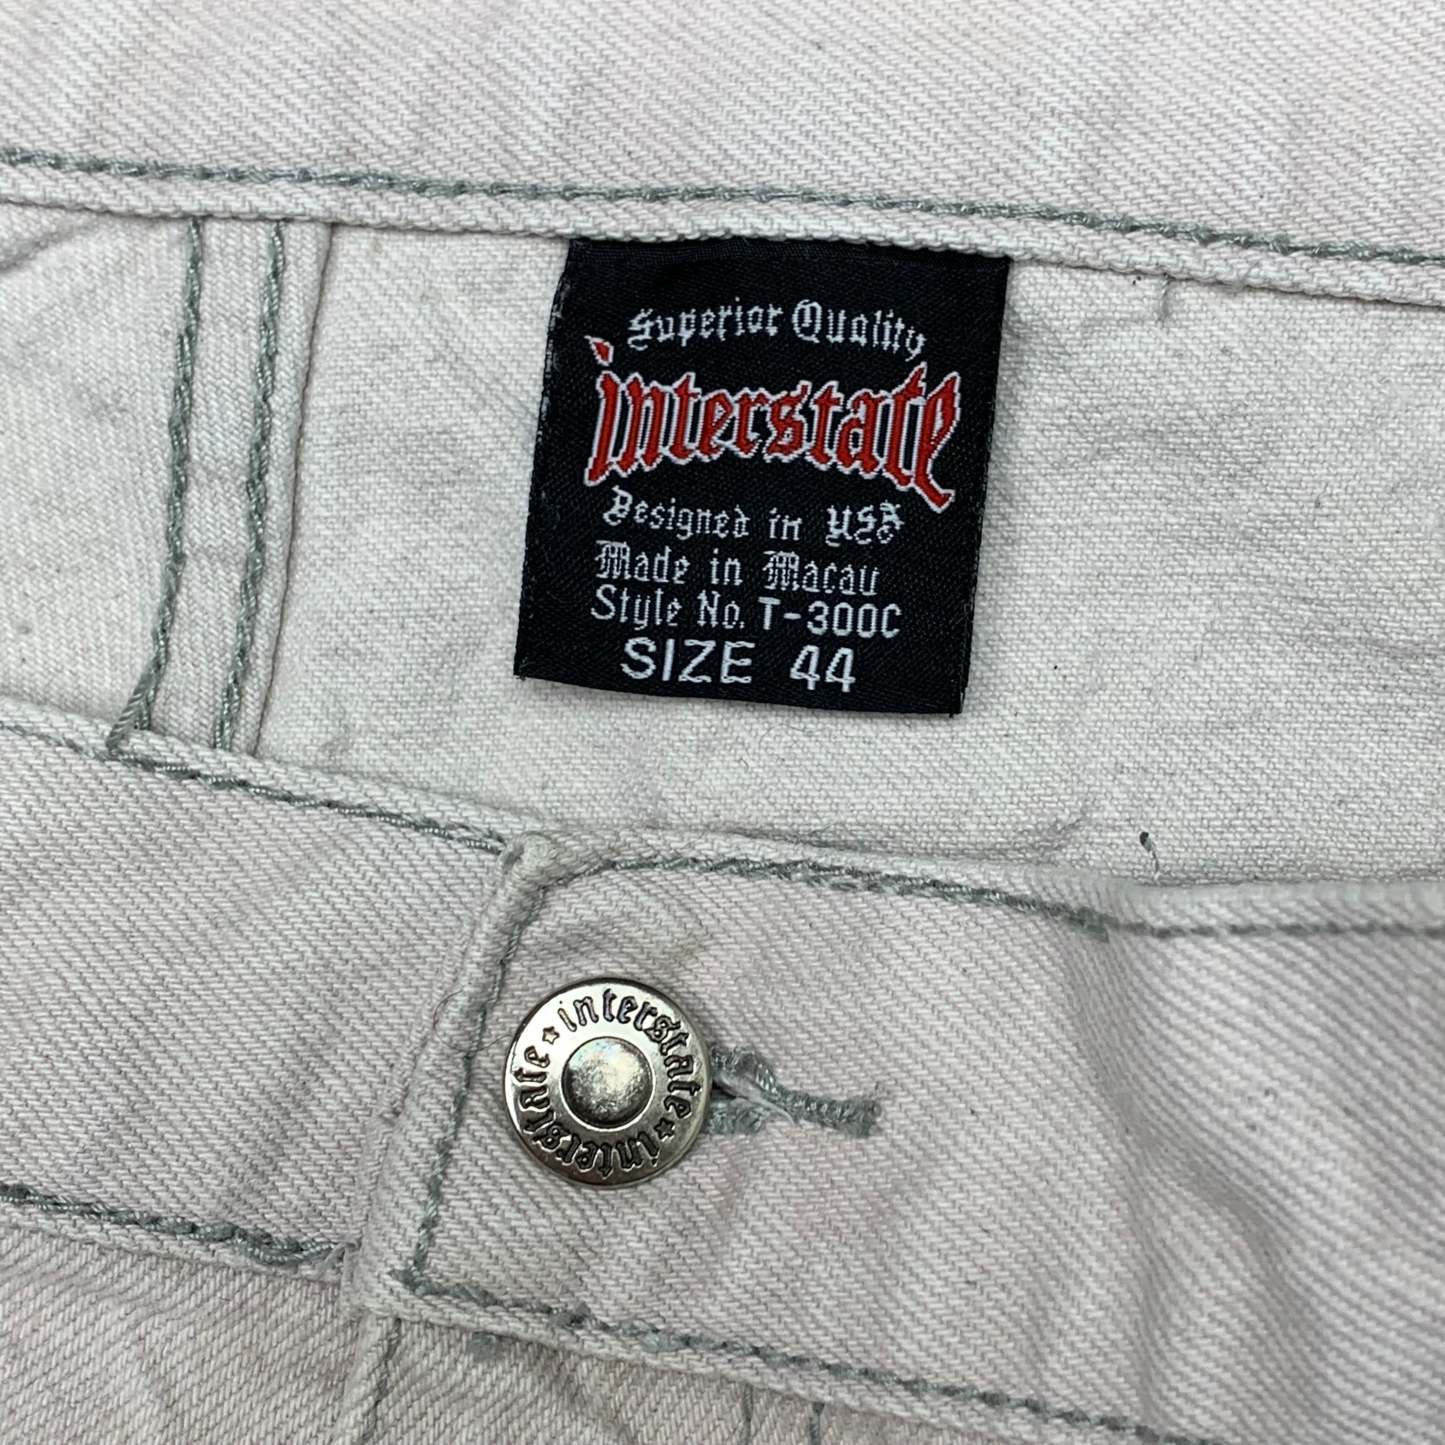 Superior Quality
interstate
Designed in USA
Made in Macau
Style No. T-300C
SIZE 44
interstate ★ interstate ★